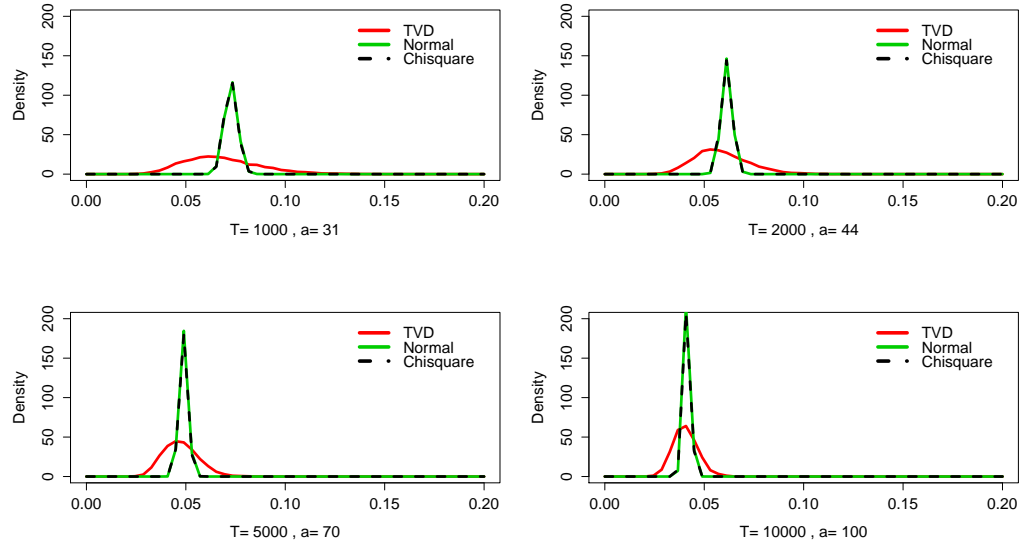 Density
0 50 100 150 200
TVD
Normal
Chisquare
0.00 0.05 0.10 0.15 0.20
T= 1000 , a= 31
Density
0 50 100 150 200
TVD
Normal
Chisquare
0.00 0.05 0.10 0.15 0.20
T= 2000 , a= 44
Density
0 50 100 150 200
TVD
Normal
Chisquare
0.00 0.05 0.10 0.15 0.20
T= 5000 , a= 70
Density
0 50 100 150 200
TVD
Normal
Chisquare
0.00 0.05 0.10 0.15 0.20
T= 10000 , a= 100